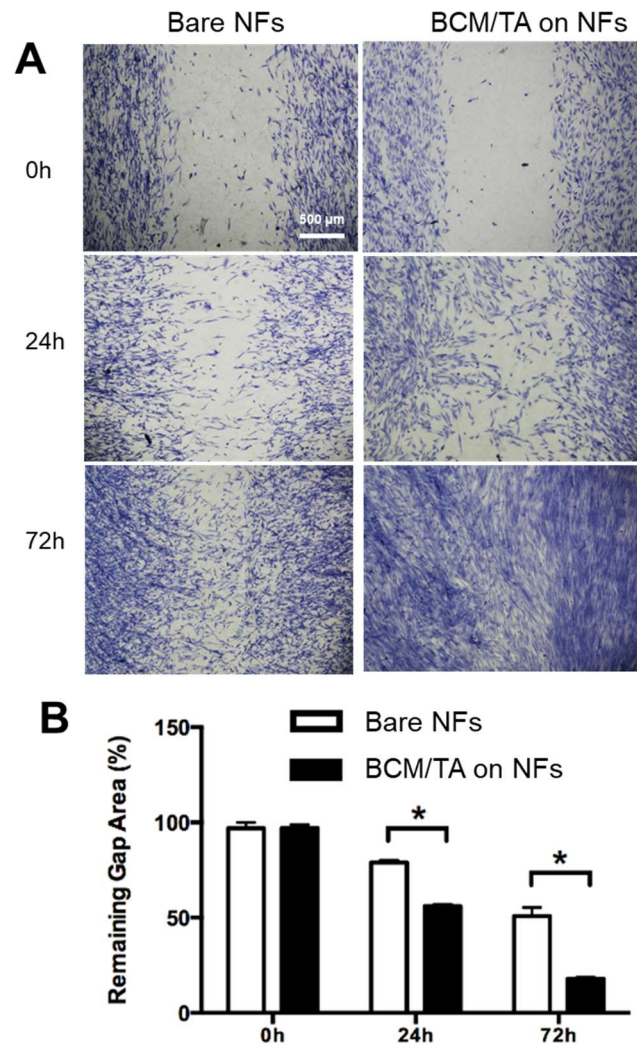 Bare NFs
BCM/TA on NFs
A
0h
500 µm
24h
72h
B
Bare NFs
BCM/TA on NFs
Remaining Gap Area (%)
150
100
50
0
*
*
0h
24h
72h